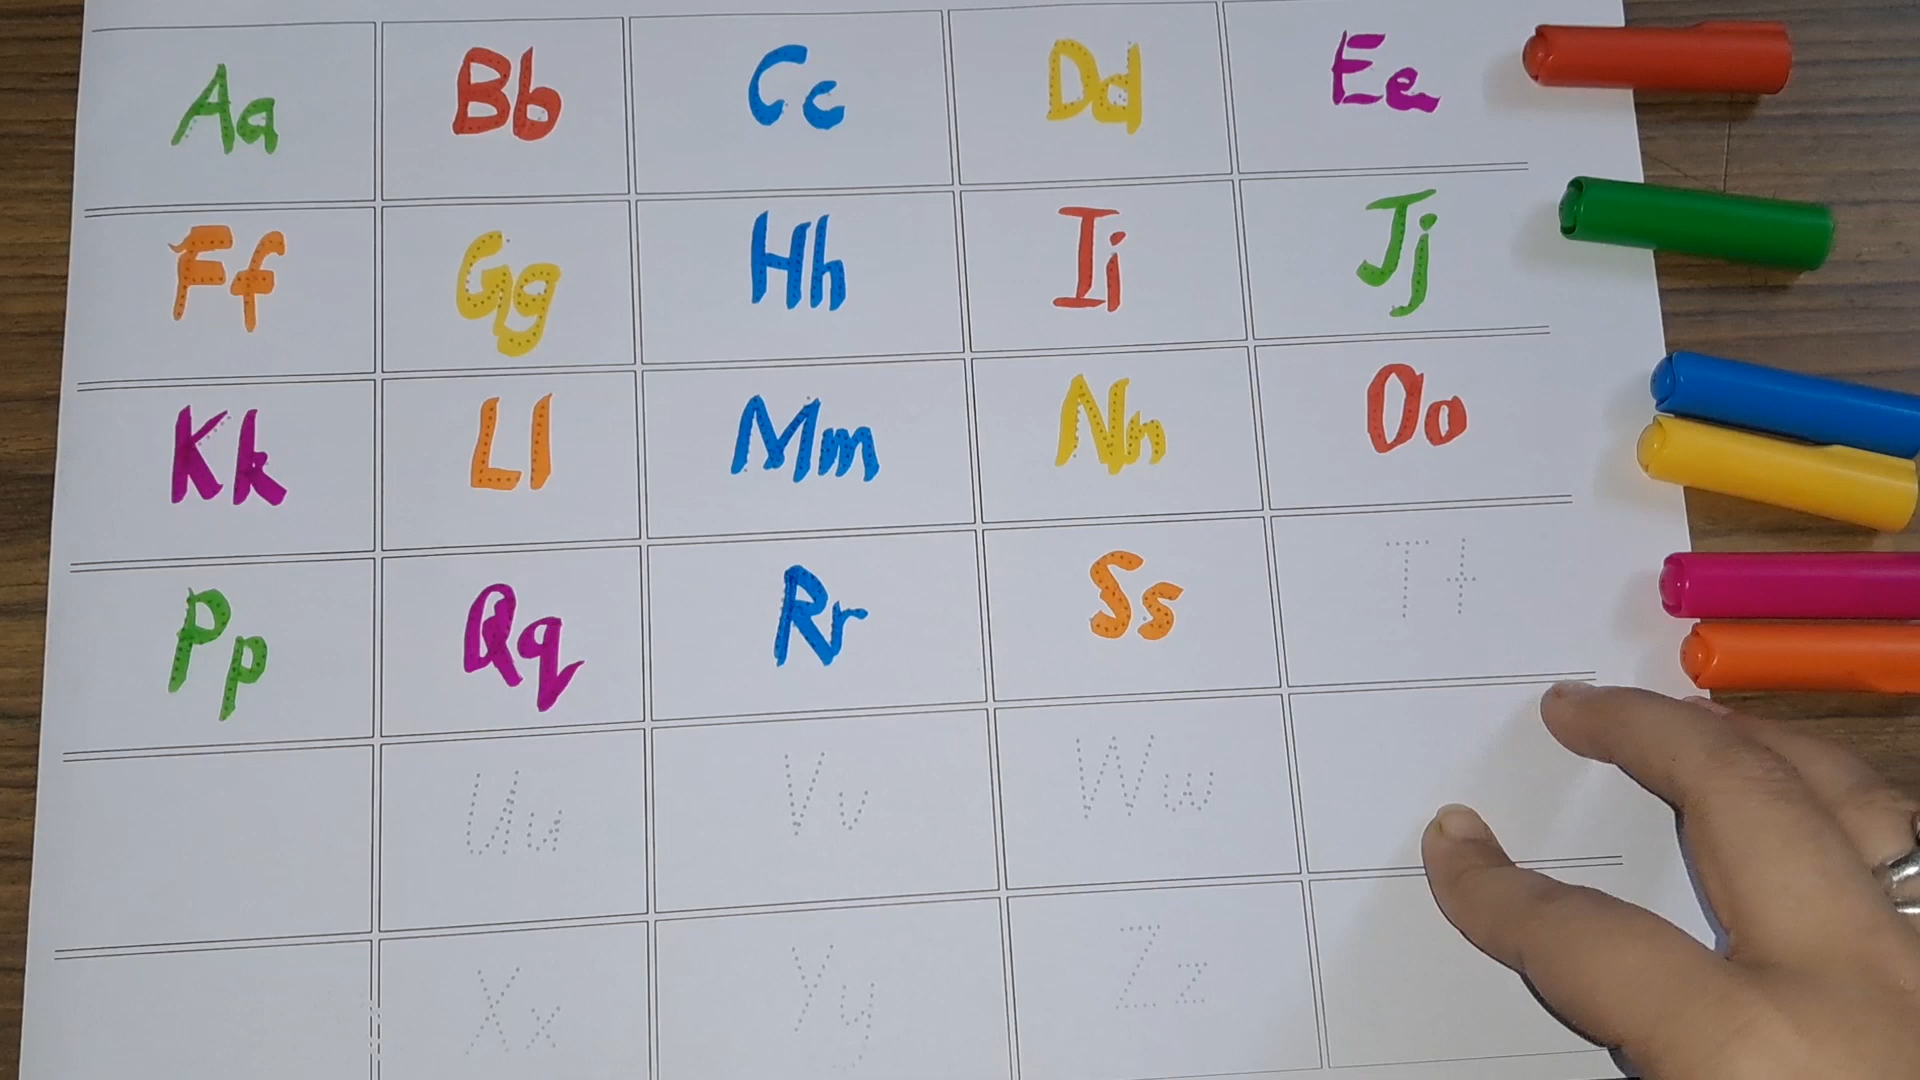 Aa Bb Cc Dd Ee
Ff Gg Hh Ii Jj
Kk Ll Mm Nn Oo
Pp Qq Rr Ss Tt
Uu Vv Ww
Xx Yy Zz